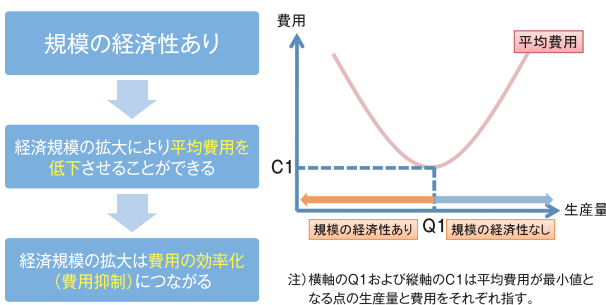 規模の経済性あり
経済規模の拡大により平均費用を
低下させることができる
経済規模の拡大は費用の効率化
（費用抑制）につながる
費用
平均費用
C1
生産量
規模の経済性あり
Q1
規模の経済性なし
注）横軸のQ1および縦軸のC1は平均費用が最小値と
なる点の生産量と費用をそれぞれ指す。